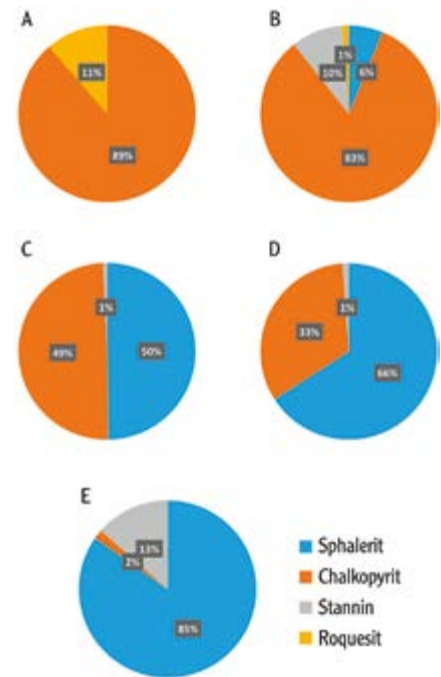 A
11%
89%
B
1%
10%
6%
83%
C
1%
49%
50%
D
1%
33%
66%
E
13%
2%
85%
Sphalerit
Chalkopyrit
Stannin
Roquesit